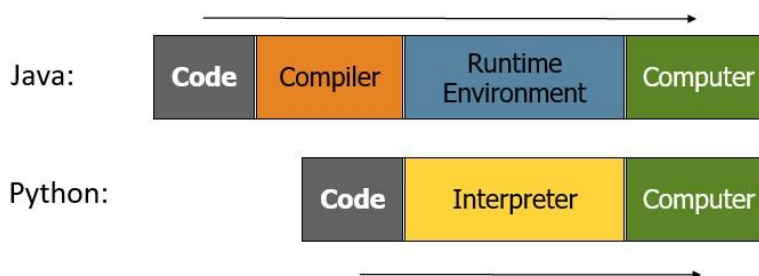 Java:
Code Compiler Runtime Environment Computer
Python:
Code Interpreter Computer